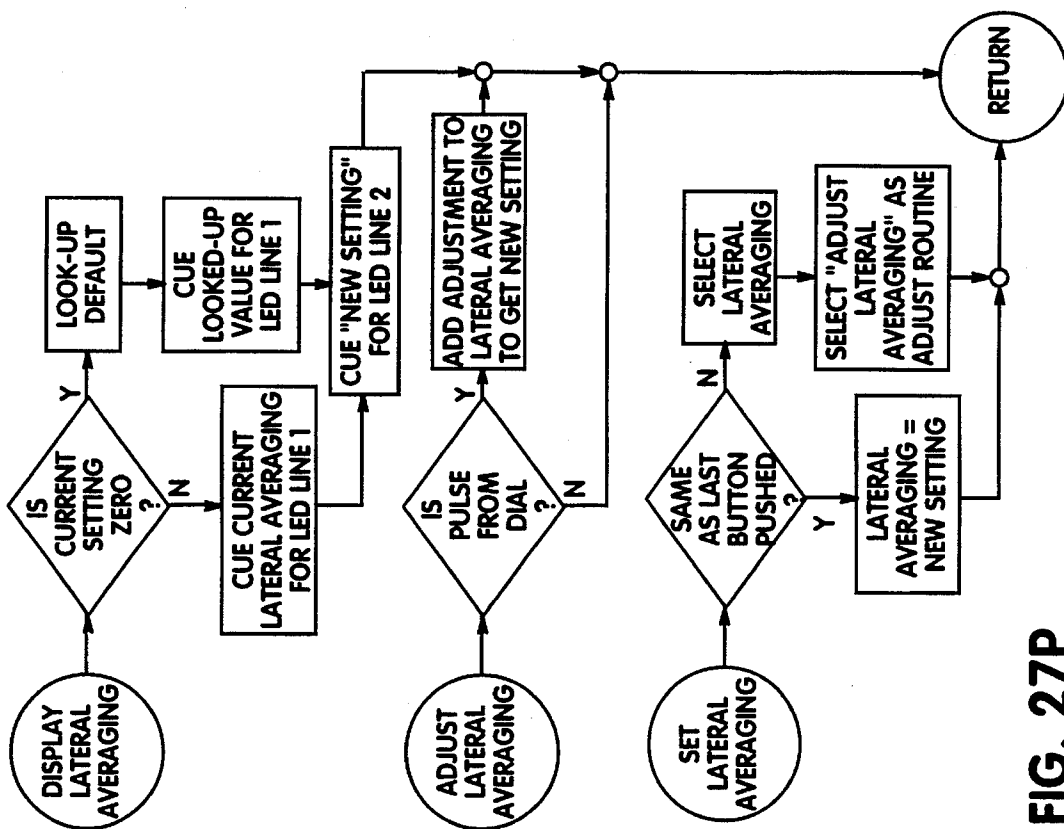 DISPLAY
LATERAL
AVERAGING
IS
CURRENT
SETTING
ZERO
?
Y
N
LOOK-UP
DEFAULT
CUE
LOOKED-UP
VALUE FOR
LED LINE 1
CUE CURRENT
LATERAL AVERAGING
FOR LED LINE 1
CUE "NEW SETTING"
FOR LED LINE 2
ADJUST
LATERAL
AVERAGING
IS
PULSE
FROM
DIAL
?
Y
N
ADD ADJUSTMENT TO
LATERAL AVERAGING
TO GET NEW SETTING
SET
LATERAL
AVERAGING
SAME
AS LAST
BUTTON
PUSHED
?
N
Y
SELECT
LATERAL
AVERAGING
SELECT "ADJUST
LATERAL
AVERAGING" AS
ADJUST ROUTINE
LATERAL
AVERAGING =
NEW SETTING
RETURN
FIG. 27P